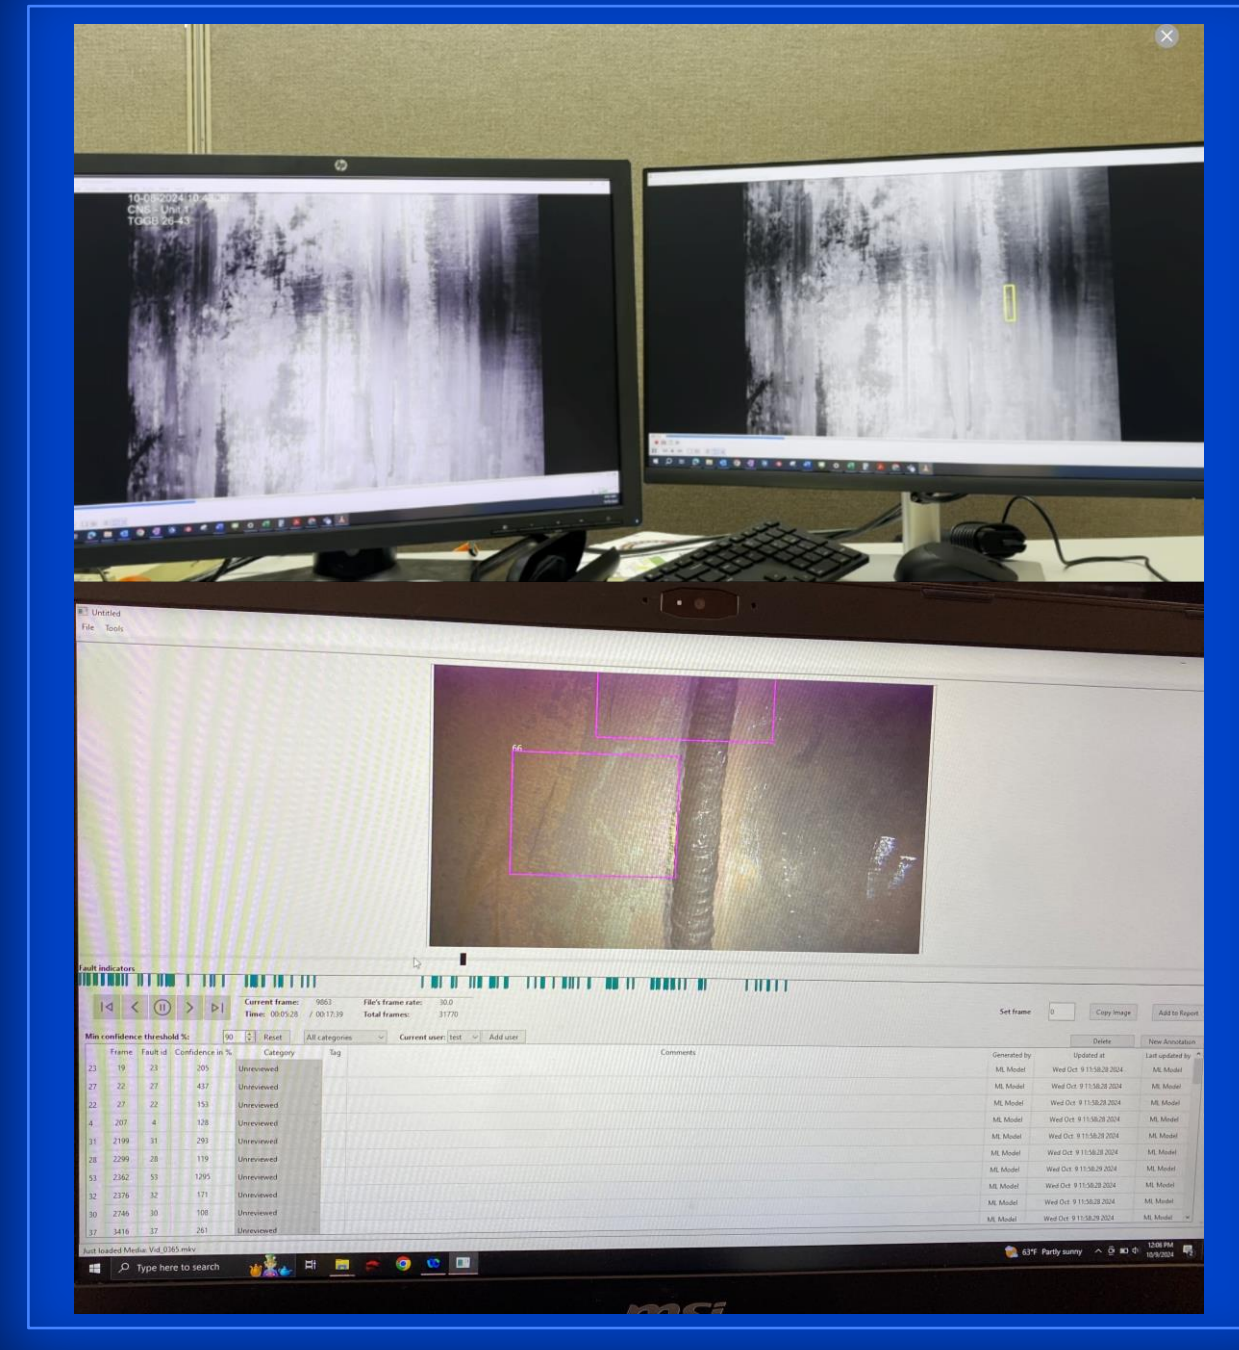 TGGB 26-43
Untitled
File Tools
66
Fault indicators
Current frame: 9863 File's frame rate: 30.0
Time: 00:05:28 / 00:17:39 Total frames: 31770
Set frame 0 Copy Image Add to Report
Min confidence threshold %: 90 Reset All categories Current user: test Add user
Delete New Annotation
Frame Fault id Confidence in % Category Tag Comments Generated by Updated at Last updated by
23 19 23 205 Unreviewed ML Model Wed Oct 9 11:58:28 2024 ML Model
27 22 27 437 Unreviewed ML Model Wed Oct 9 11:58:28 2024 ML Model
22 27 22 153 Unreviewed ML Model Wed Oct 9 11:58:28 2024 ML Model
4 207 4 128 Unreviewed ML Model Wed Oct 9 11:58:28 2024 ML Model
31 2199 31 293 Unreviewed ML Model Wed Oct 9 11:58:28 2024 ML Model
28 2299 28 119 Unreviewed ML Model Wed Oct 9 11:58:28 2024 ML Model
53 2362 53 1295 Unreviewed ML Model Wed Oct 9 11:58:29 2024 ML Model
32 2376 32 171 Unreviewed ML Model Wed Oct 9 11:58:28 2024 ML Model
30 2746 30 108 Unreviewed ML Model Wed Oct 9 11:58:28 2024 ML Model
37 3416 37 261 Unreviewed ML Model Wed Oct 9 11:58:29 2024 ML Model
Just loaded Media: Vid_0365.mkv
Type here to search
63°F Partly sunny
12:06 PM
10/9/2024
msi